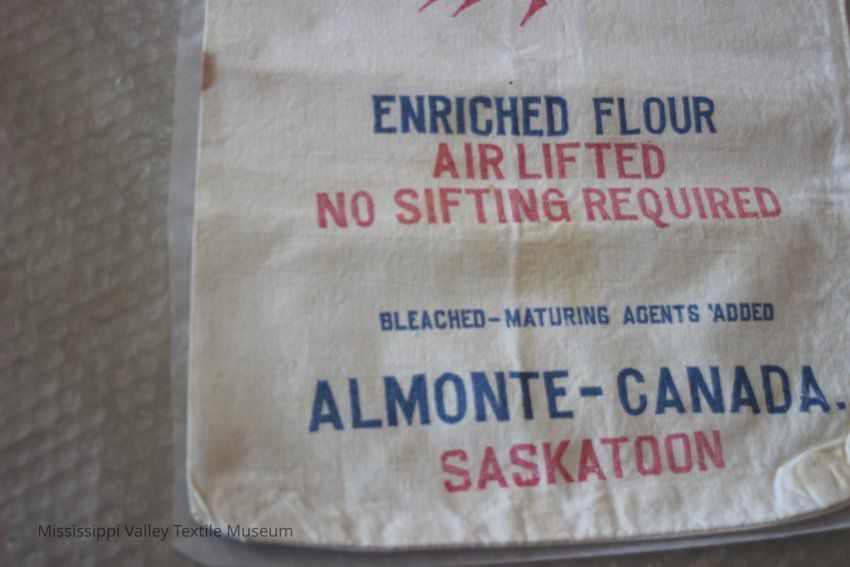 ENRICHED FLOUR
AIR LIFTED
NO SIFTING REQUIRED
BLEACHED-MATURING AGENTS ADDED
ALMONTE-CANADA.
SASKATOON
Mississippi Valley Textile Museum